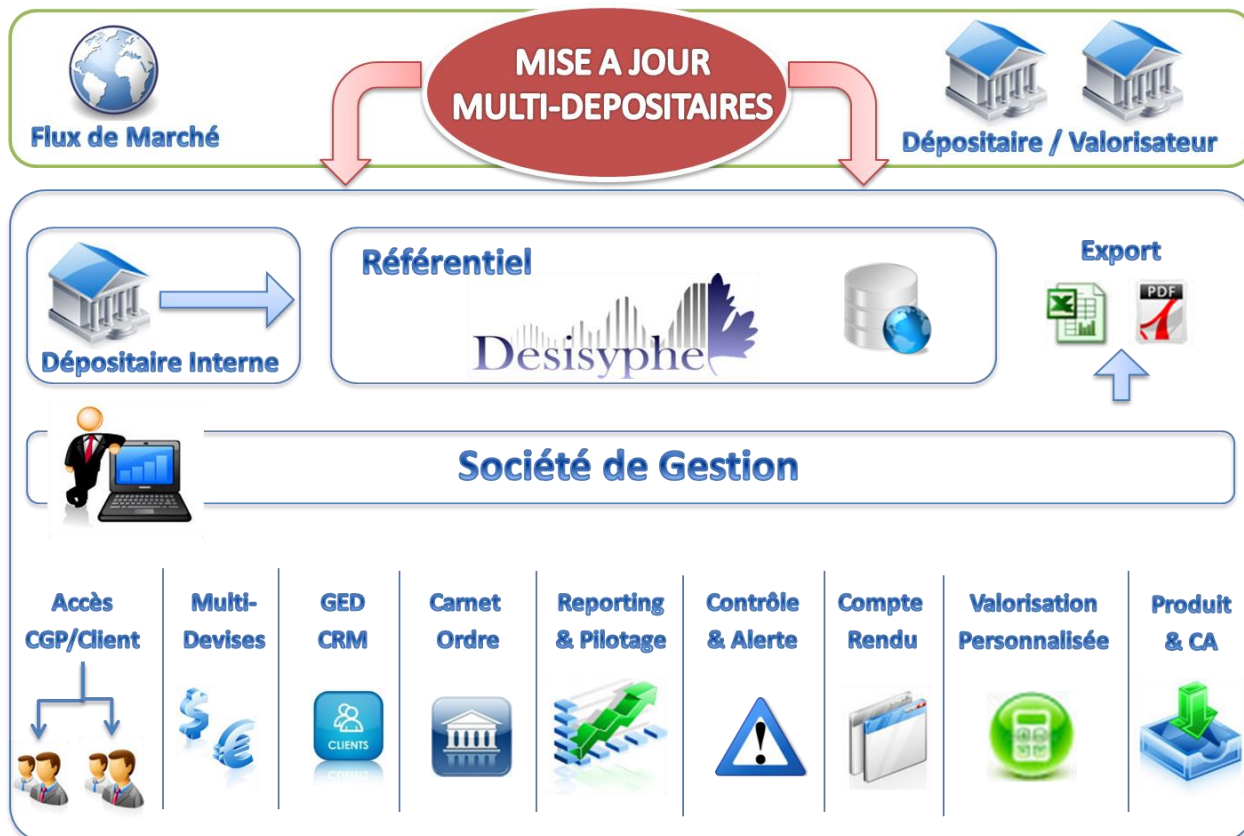 MISE A JOUR
MULTI-DEPOSITAIRES
Flux de Marché
Dépositaire / Valorisateur
Dépositaire Interne
Référentiel
Desisyphe
Export
PDF
Société de Gestion
Accès
CGP/Client
Multi-
Devises
GED
CRM
CLIENTS
Carnet
Ordre
Reporting
& Pilotage
Contrôle
& Alerte
Compte
Rendu
Valorisation
Personnalisée
Produit
& CA